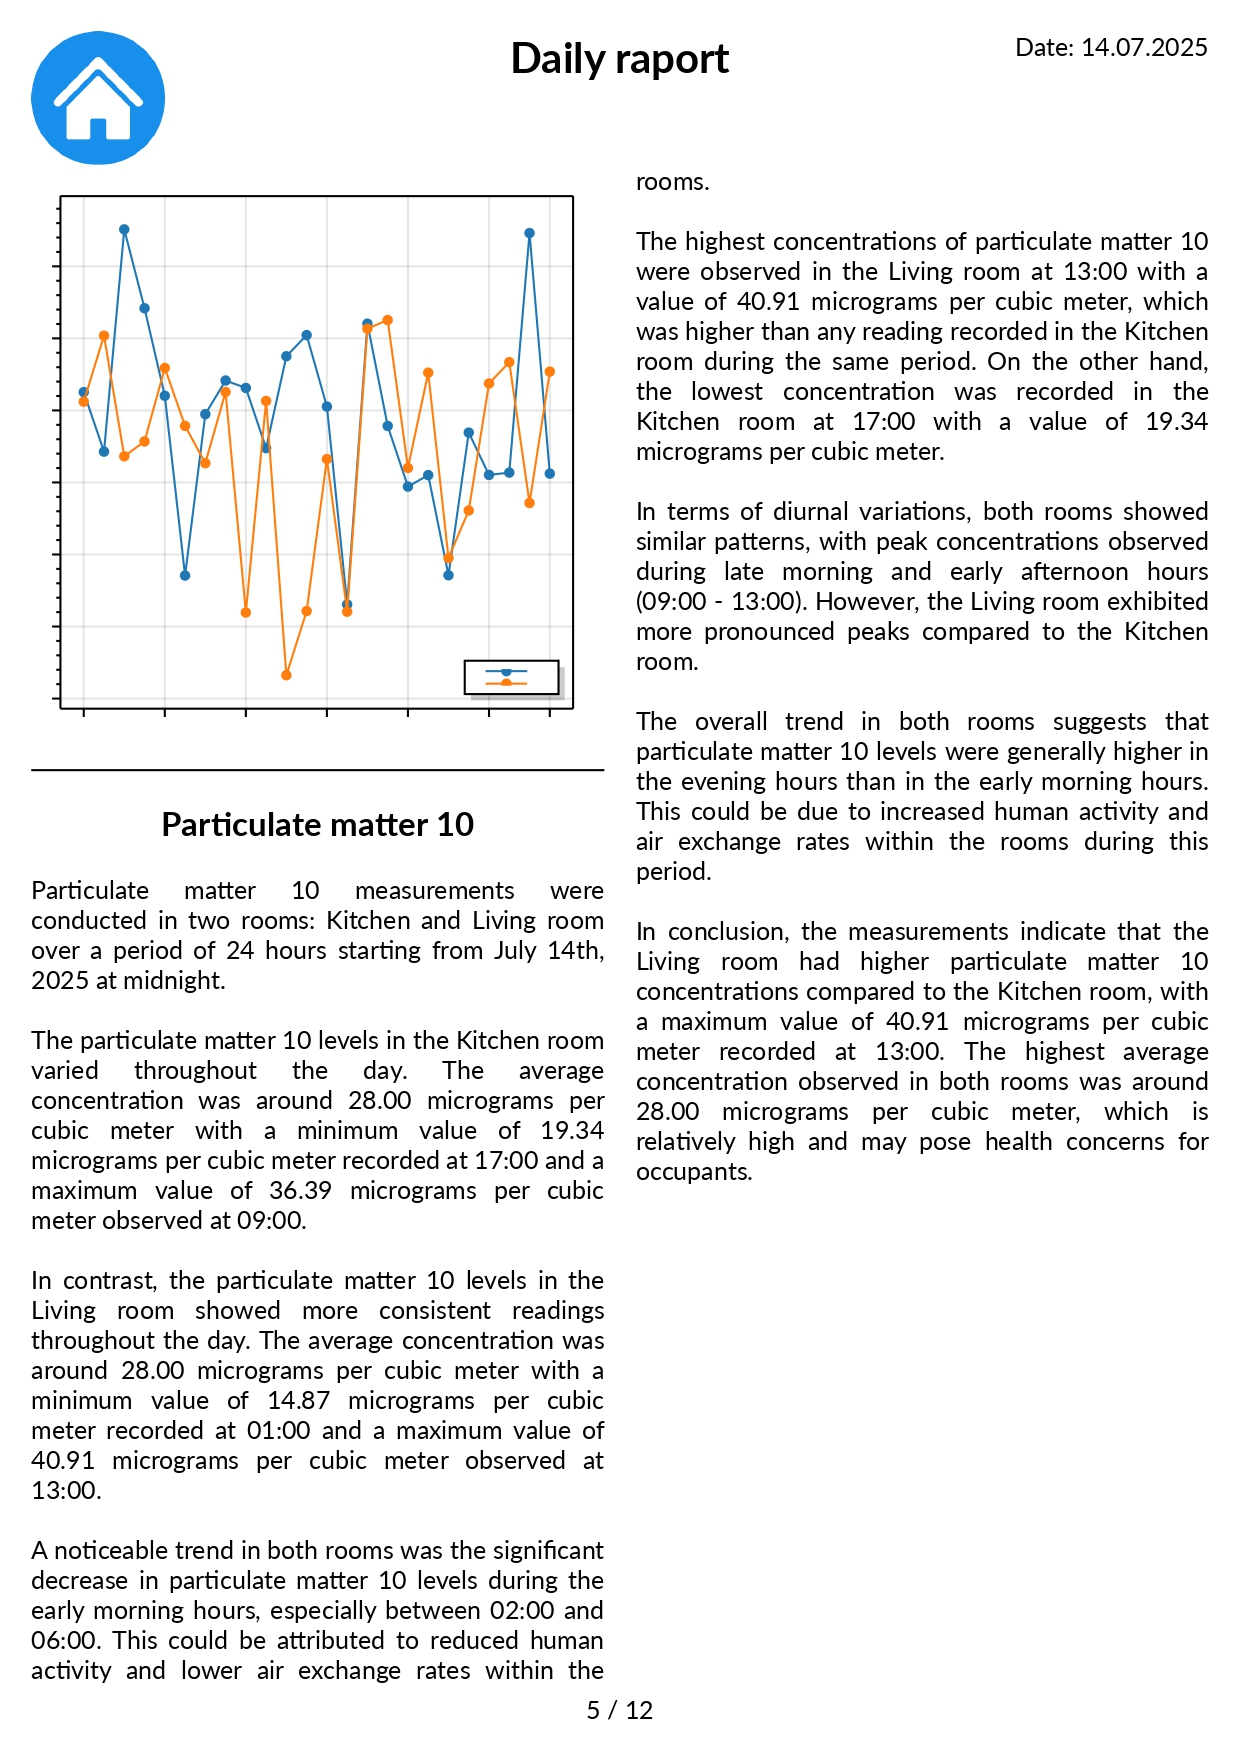 Daily raport
Date: 14.07.2025
Particulate matter 10
Particulate matter 10 measurements were
conducted in two rooms: Kitchen and Living room
over a period of 24 hours starting from July 14th,
2025 at midnight.
The particulate matter 10 levels in the Kitchen room
varied throughout the day. The average
concentration was around 28.00 micrograms per
cubic meter with a minimum value of 19.34
micrograms per cubic meter recorded at 17:00 and a
maximum value of 36.39 micrograms per cubic
meter observed at 09:00.
In contrast, the particulate matter 10 levels in the
Living room showed more consistent readings
throughout the day. The average concentration was
around 28.00 micrograms per cubic meter with a
minimum value of 14.87 micrograms per cubic
meter recorded at 01:00 and a maximum value of
40.91 micrograms per cubic meter observed at
13:00.
A noticeable trend in both rooms was the significant
decrease in particulate matter 10 levels during the
early morning hours, especially between 02:00 and
06:00. This could be attributed to reduced human
activity and lower air exchange rates within the
rooms.
The highest concentrations of particulate matter 10
were observed in the Living room at 13:00 with a
value of 40.91 micrograms per cubic meter, which
was higher than any reading recorded in the Kitchen
room during the same period. On the other hand,
the lowest concentration was recorded in the
Kitchen room at 17:00 with a value of 19.34
micrograms per cubic meter.
In terms of diurnal variations, both rooms showed
similar patterns, with peak concentrations observed
during late morning and early afternoon hours
(09:00 - 13:00). However, the Living room exhibited
more pronounced peaks compared to the Kitchen
room.
The overall trend in both rooms suggests that
particulate matter 10 levels were generally higher in
the evening hours than in the early morning hours.
This could be due to increased human activity and
air exchange rates within the rooms during this
period.
In conclusion, the measurements indicate that the
Living room had higher particulate matter 10
concentrations compared to the Kitchen room, with
a maximum value of 40.91 micrograms per cubic
meter recorded at 13:00. The highest average
concentration observed in both rooms was around
28.00 micrograms per cubic meter, which is
relatively high and may pose health concerns for
occupants.
5 / 12